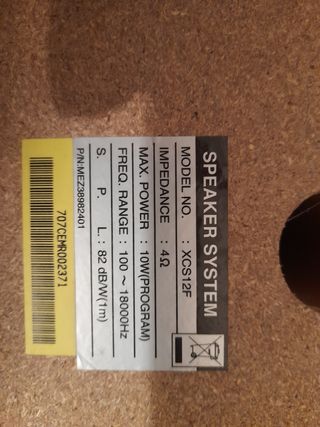 SPEAKER SYSTEM
MODEL NO. : XCS12F
IMPEDANCE : 4Ω
MAX. POWER : 10W(PROGRAM)
FREQ. RANGE : 100 ~ 18000Hz
S. P. L. : 82 dB/W(1m)
P/N:MEZ38982401
707CEMR002371